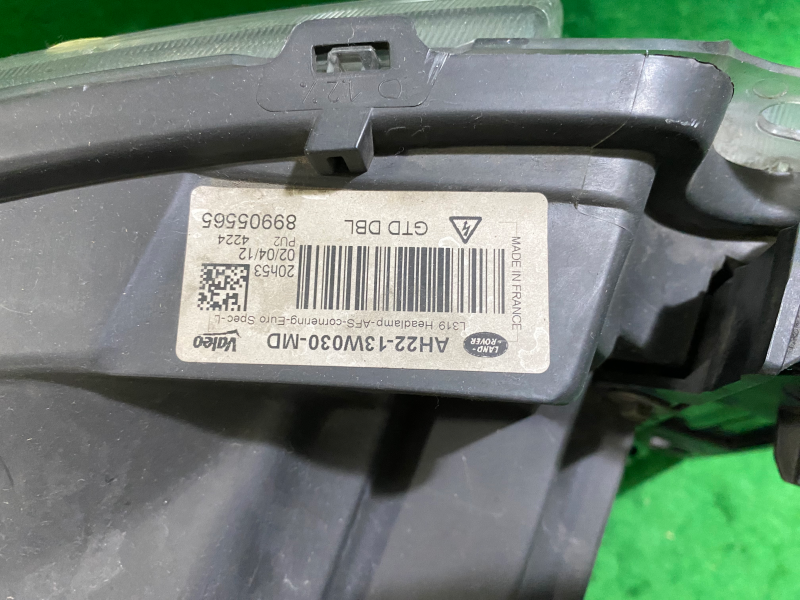 LAND-
ROVER
AH22-13W030-MD
Valeo
L319 Headlamp-AFS-cornering-Euro Spec-L
MADE IN FRANCE
20h53
02/04/12
4224
PU2
GTD DBL
89905565